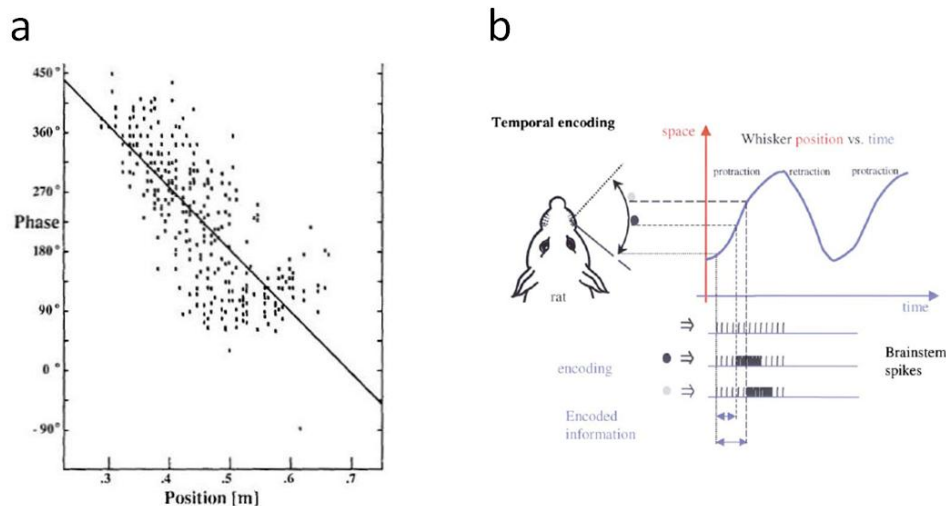 a
450°
360°
270°
Phase
180°
90°
0°
-90°
.3 .4 .5 .6 .7
Position [m]
b
Temporal encoding
space
Whisker position vs. time
protraction retraction protraction
rat
time
encoding
Brainstem
spikes
Encoded
information